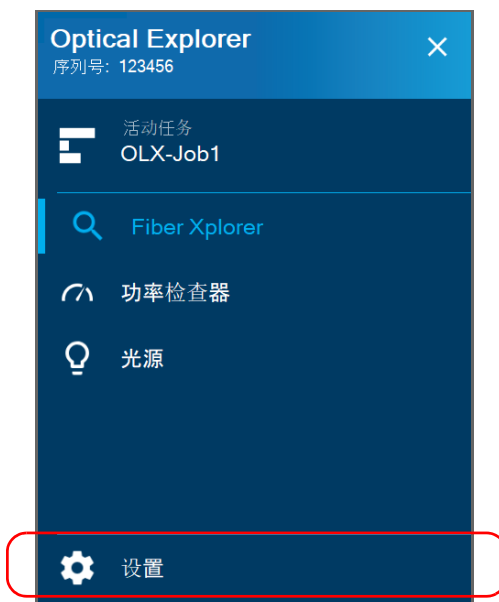 Optical Explorer
序列号: 123456
活动任务
OLX-Job1
Fiber Xplorer
功率检查器
光源
设置